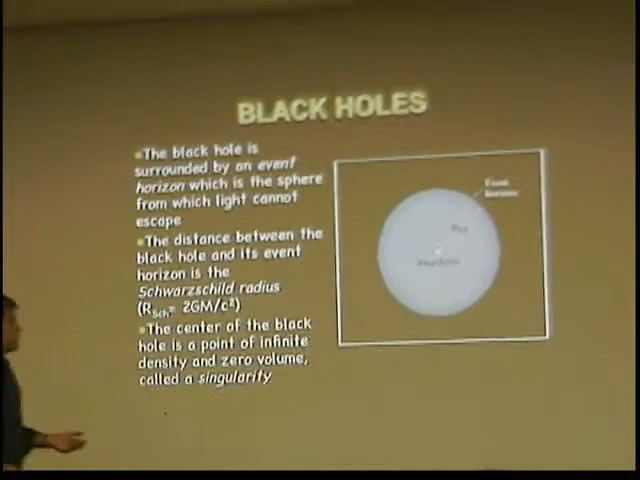 BLACK HOLES
•The black hole is
surrounded by an event
horizon which is the sphere
from which light cannot
escape
•The distance between the
black hole and its event
horizon is the
Schwarzschild radius
(RSch= 2GM/c²)
•The center of the black
hole is a point of infinite
density and zero volume,
called a singularity
Event